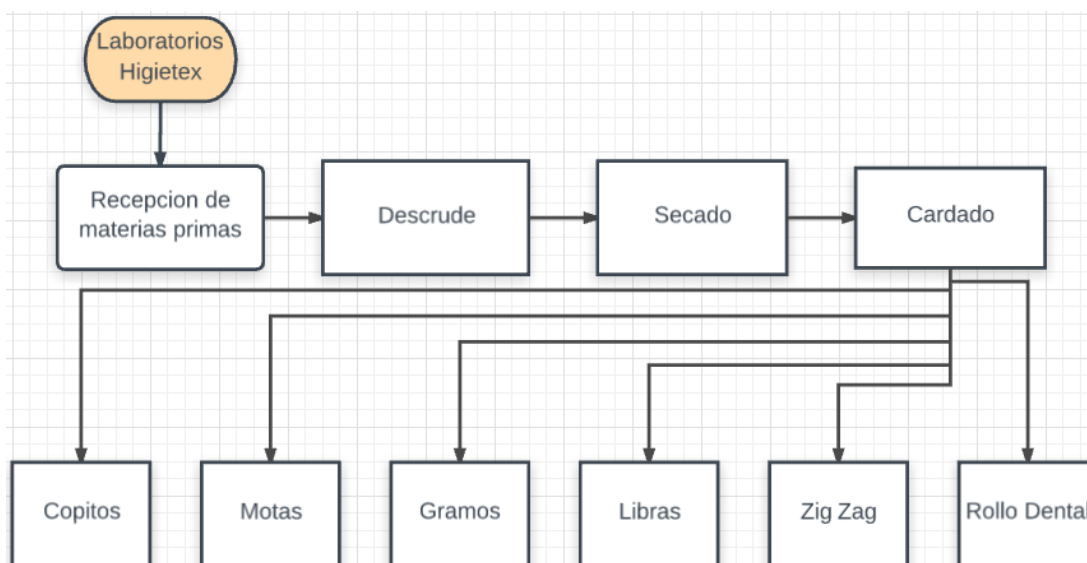 Laboratorios
Higietex
Recepcion de
materias primas
Descrude
Secado
Cardado
Copitos
Motas
Gramos
Libras
Zig Zag
Rollo Dental